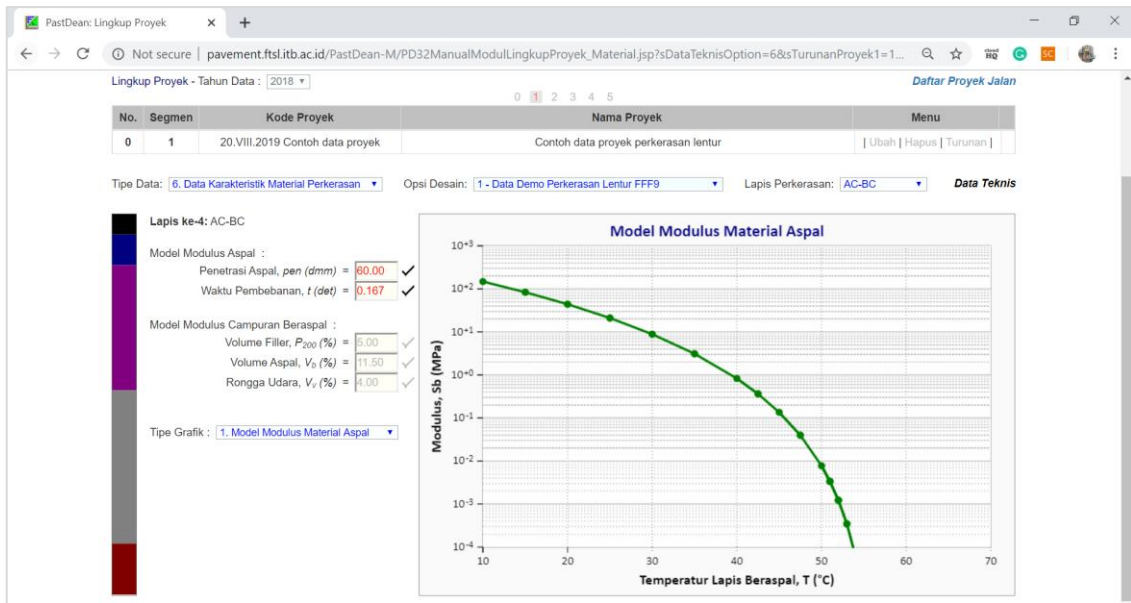 PastDean: Lingkup Proyek
Not secure | pavement.ftsl.itb.ac.id/PastDean-M/PD32ManualModulLingkupProyek_Material.jsp?sDataTeknisOption=6&sTurunanProyek1=1...
cloud HQ
SC
Lingkup Proyek - Tahun Data : 2018
Daftar Proyek Jalan
0 1 2 3 4 5
No. Segmen Kode Proyek Nama Proyek Menu
0 1 20.VIII.2019 Contoh data proyek Contoh data proyek perkerasan lentur | Ubah | Hapus | Turunan |
Tipe Data: 6. Data Karakteristik Material Perkerasan Opsi Desain: 1 - Data Demo Perkerasan Lentur FFF9 Lapis Perkerasan: AC-BC Data Teknis
Lapis ke-4: AC-BC
Model Modulus Aspal :
Penetrasi Aspal, pen (dmm) = 60.00
Waktu Pembebanan, t (det) = 0.167
Model Modulus Campuran Beraspal :
Volume Filler, P200 (%) = 5.00
Volume Aspal, Vb (%) = 11.50
Rongga Udara, Vv (%) = 4.00
Tipe Grafik : 1. Model Modulus Material Aspal
Model Modulus Material Aspal
Modulus, Sb (MPa)
10+3
10+2
10+1
10+0
10-1
10-2
10-3
10-4
10 20 30 40 50 60 70
Temperatur Lapis Beraspal, T (°C)